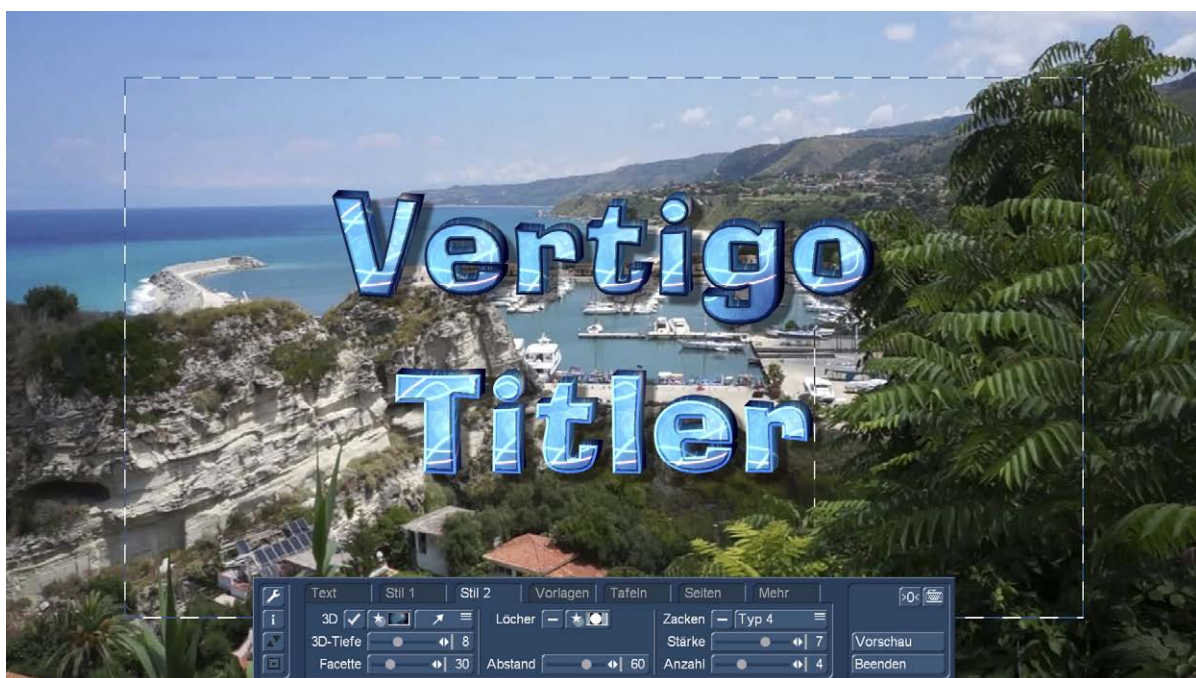 Vertigo
Titler
Text Stil 1 Stil 2 Vorlagen Tafeln Seiten Mehr >0<
3D Löcher Zacken Typ 4
3D-Tiefe 8 Stärke 7 Vorschau
Facette 30 Abstand 60 Anzahl 4 Beenden